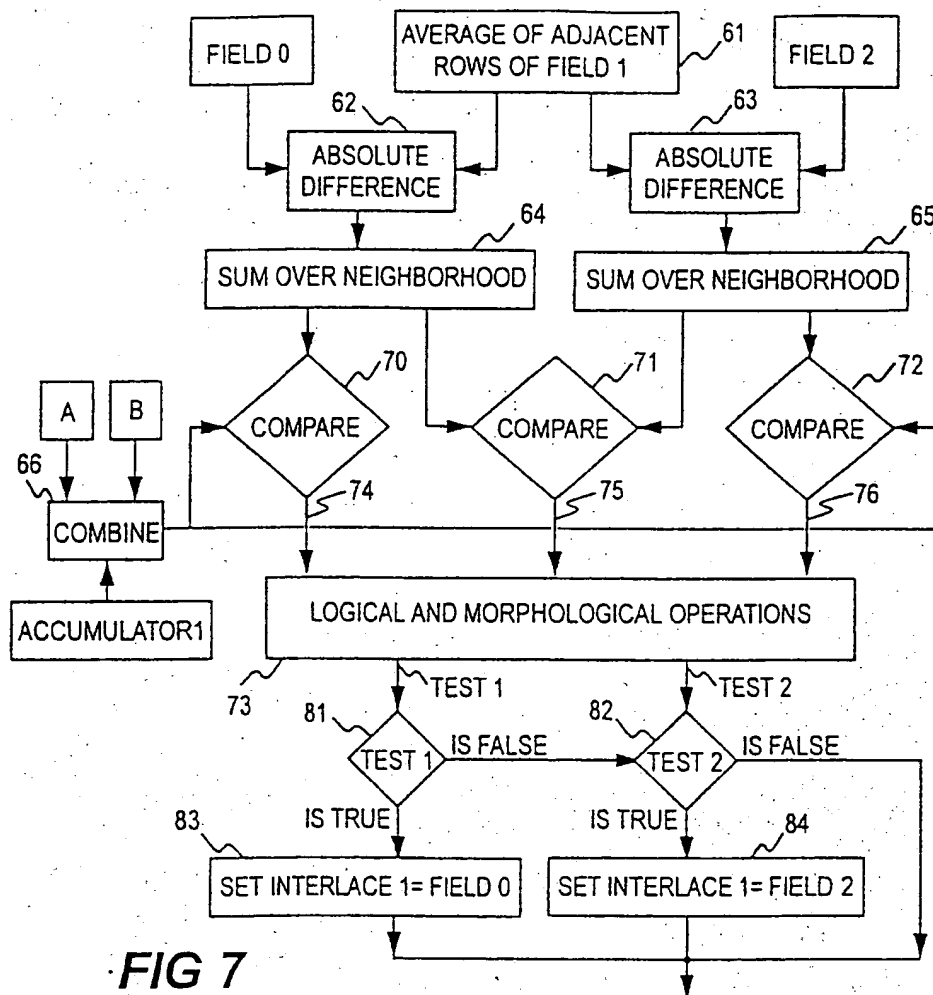 FIELD 0
AVERAGE OF ADJACENT
ROWS OF FIELD 1
61
FIELD 2
62
63
ABSOLUTE
DIFFERENCE
ABSOLUTE
DIFFERENCE
64
65
SUM OVER NEIGHBORHOOD
SUM OVER NEIGHBORHOOD
70
71
72
A
B
COMPARE
COMPARE
COMPARE
66
74
75
76
COMBINE
ACCUMULATOR1
LOGICAL AND MORPHOLOGICAL OPERATIONS
73
TEST 1
TEST 2
81
82
TEST 1
IS FALSE
TEST 2
IS FALSE
IS TRUE
IS TRUE
83
84
SET INTERLACE 1= FIELD 0
SET INTERLACE 1= FIELD 2
FIG 7